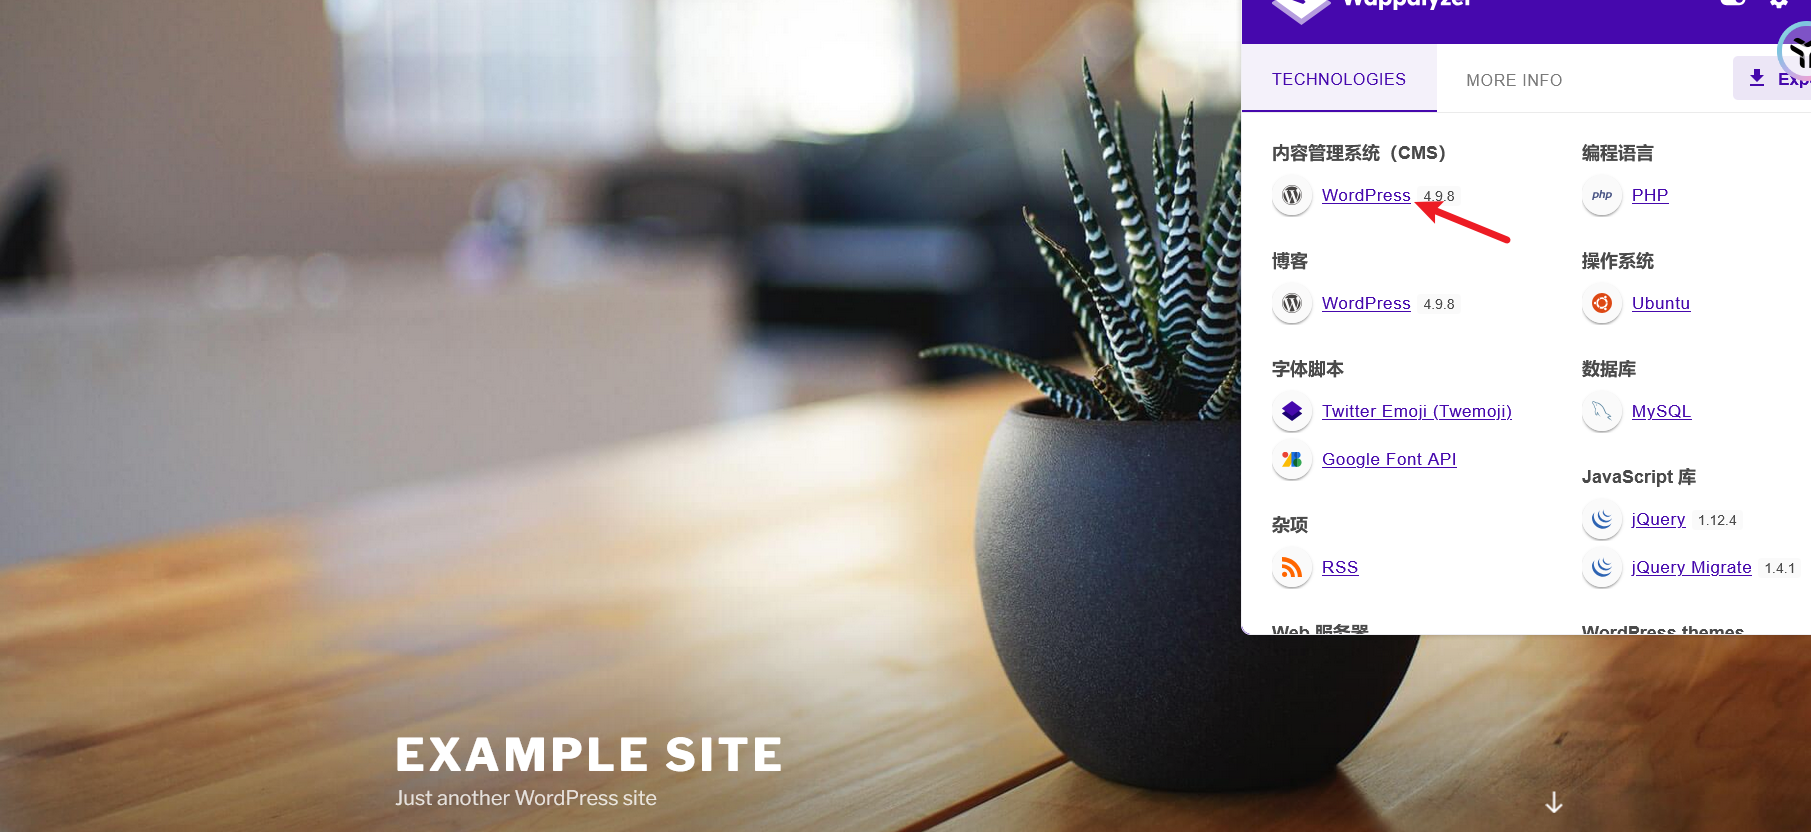 Wappalyzer
TECHNOLOGIES
MORE INFO
内容管理系统（CMS）
WordPress 4.9.8
博客
WordPress 4.9.8
字体脚本
Twitter Emoji (Twemoji)
Google Font API
杂项
RSS
Web 服务器
编程语言
php PHP
操作系统
Ubuntu
数据库
MySQL
JavaScript 库
jQuery 1.12.4
jQuery Migrate 1.4.1
WordPress themes
EXAMPLE SITE
Just another WordPress site